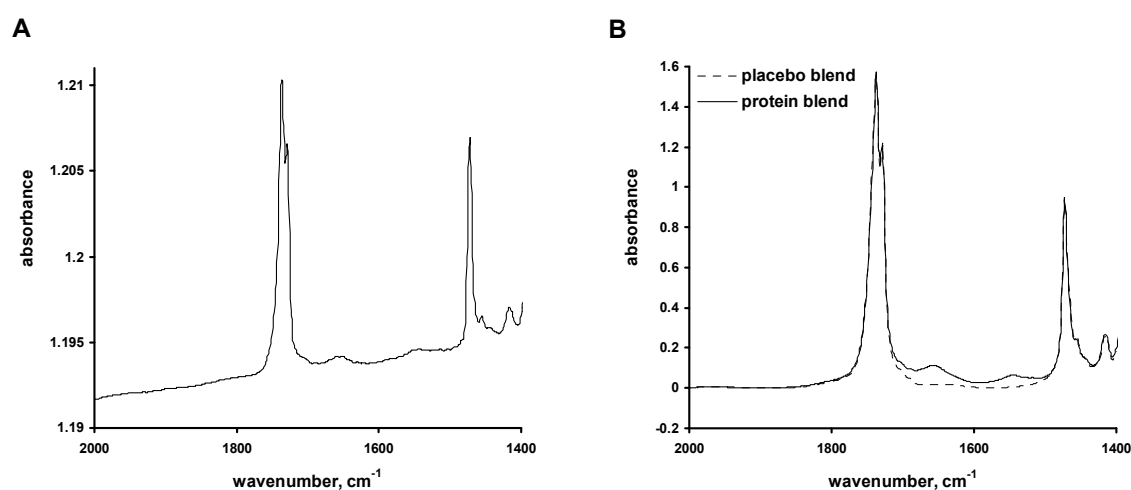 A
B
absorbance
1.21
1.205
1.2
1.195
1.19
2000
1800
1600
1400
wavenumber, cm-1
absorbance
1.6
1.4
1.2
1
0.8
0.6
0.4
0.2
0
-0.2
placebo blend
protein blend
2000
1800
1600
1400
wavenumber, cm-1